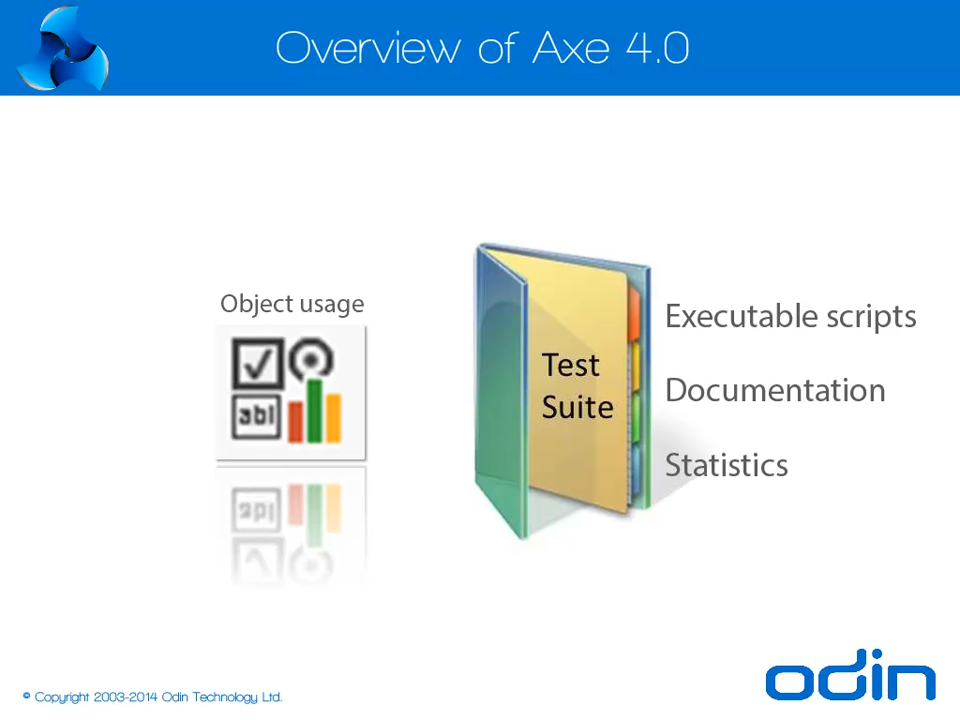 Overview of Axe 4.0
Object usage
abl
Test
Suite
Executable scripts
Documentation
Statistics
© Copyright 2003-2014 Odin Technology Ltd.
odin